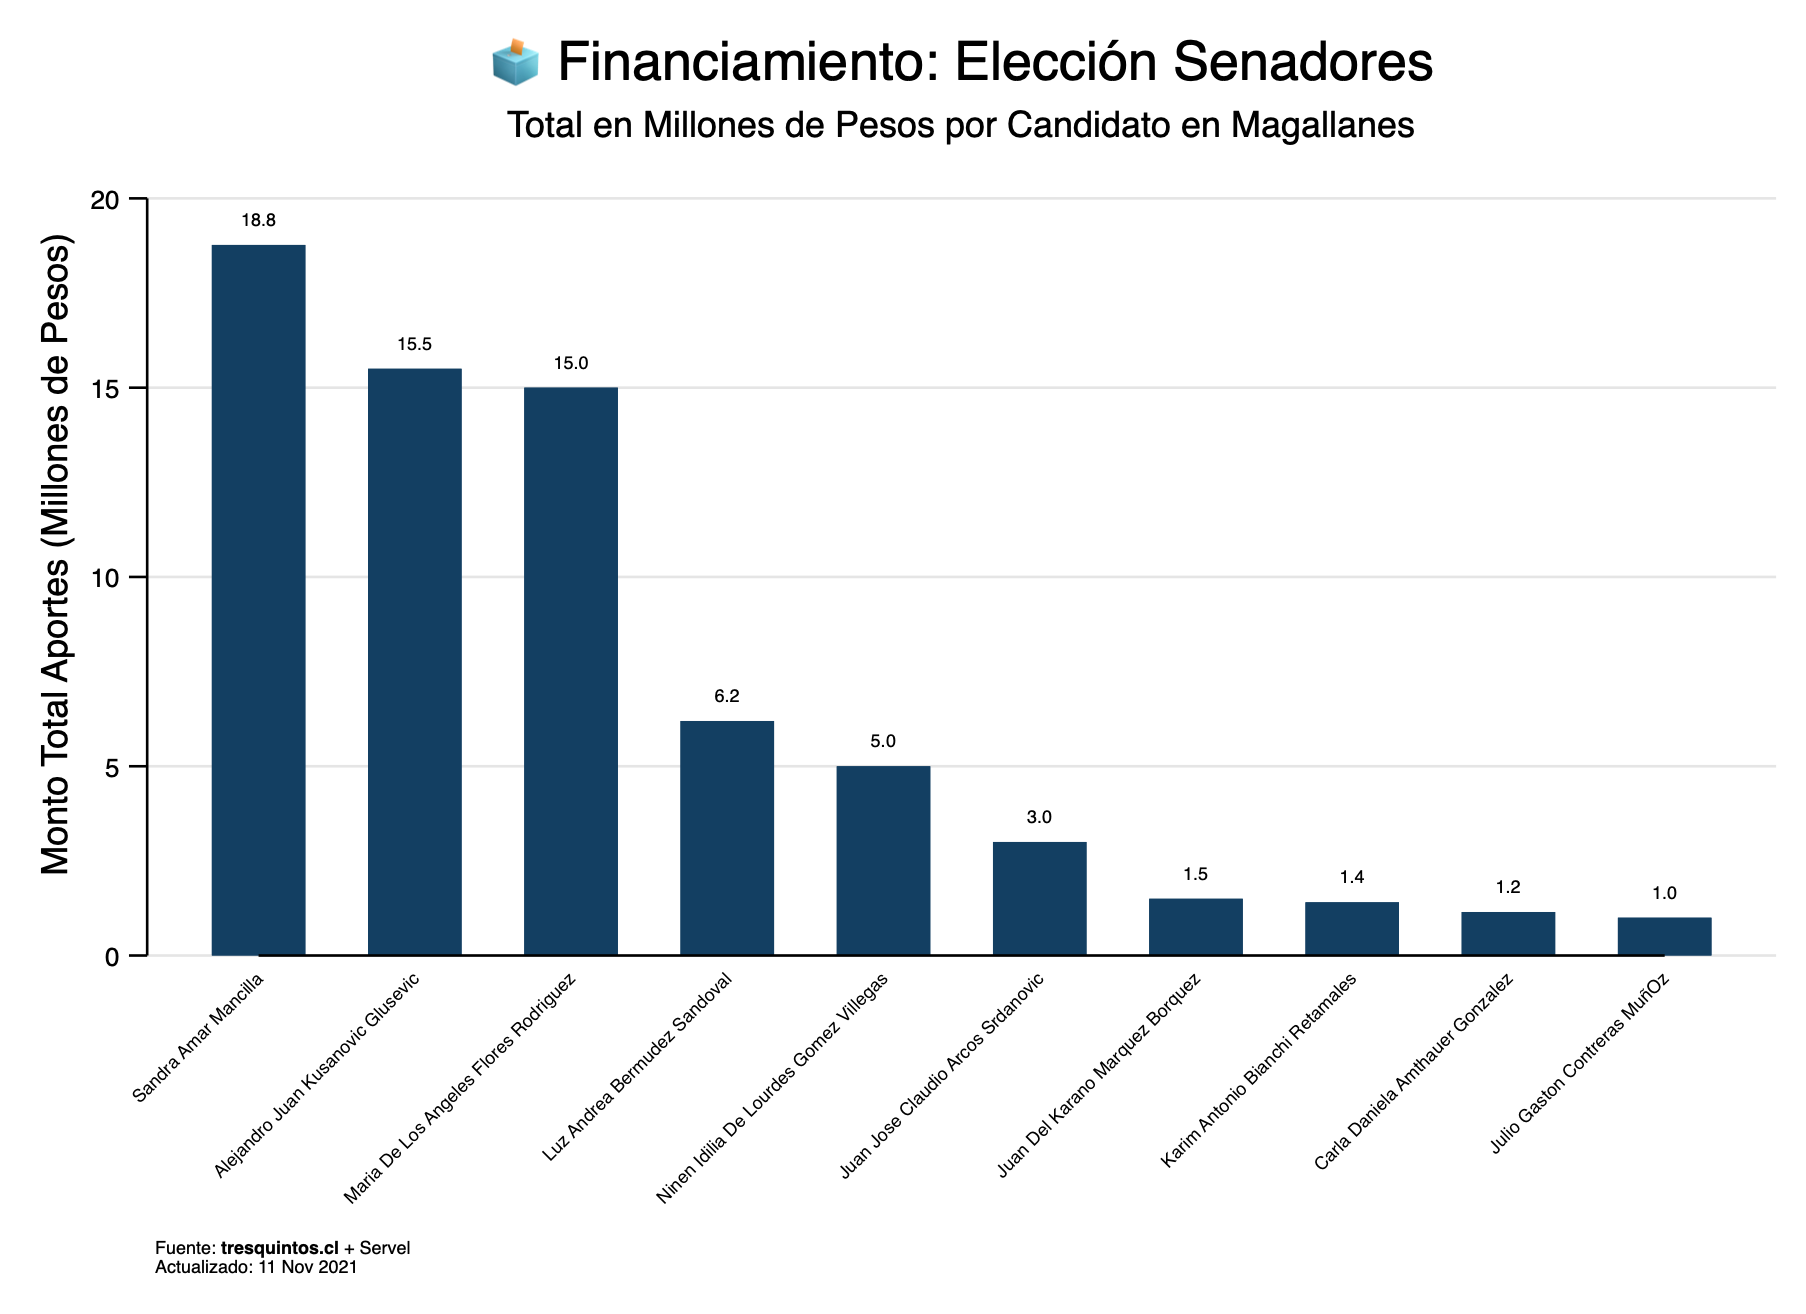 Financiamiento: Elección Senadores
Total en Millones de Pesos por Candidato en Magallanes
Monto Total Aportes (Millones de Pesos)
20
15
10
5
0
18.8
15.5
15.0
6.2
5.0
3.0
1.5
1.4
1.2
1.0
Sandra Amar Mancilla
Alejandro Juan Kusanovic Glusevic
Maria De Los Angeles Flores Rodriguez
Luz Andrea Bermudez Sandoval
Ninen Idilia De Lourdes Gomez Villegas
Juan Jose Claudio Arcos Srdanovic
Juan Del Karano Marquez Borquez
Karim Antonio Bianchi Retamales
Carla Daniela Amthauer Gonzalez
Julio Gaston Contreras MuñOz
Fuente: tresquintos.cl + Servel
Actualizado: 11 Nov 2021